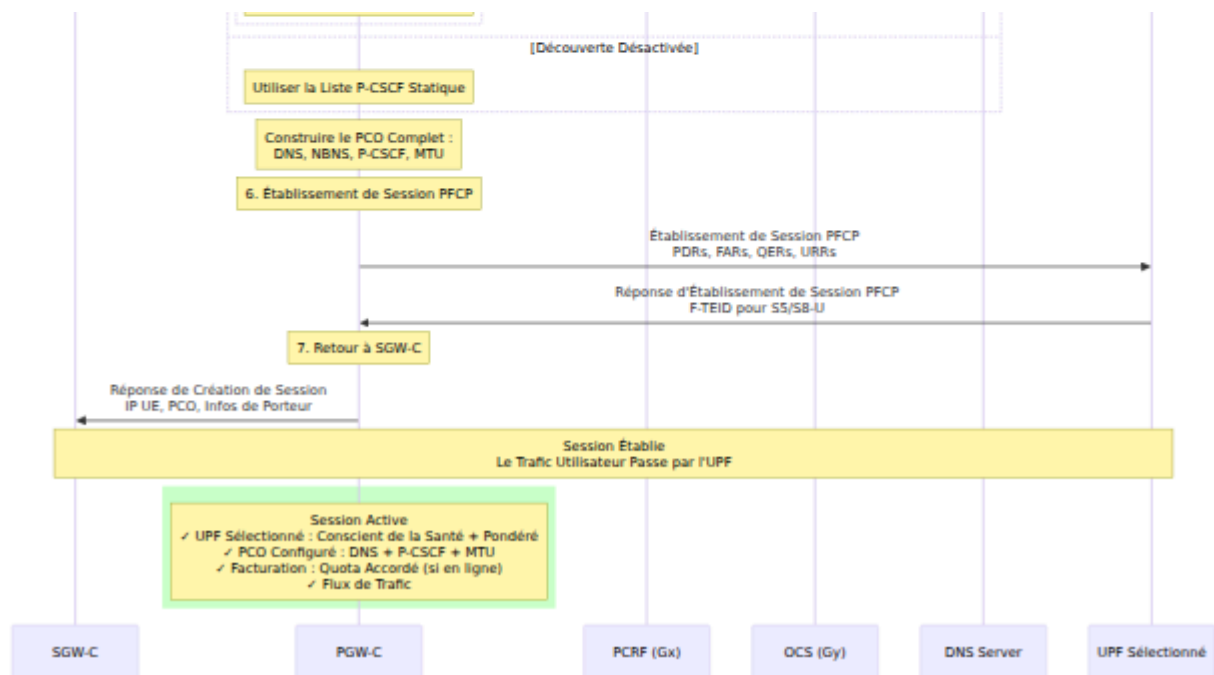 [Découverte Désactivée]
Utiliser la Liste P-CSCF Statique
Construire le PCO Complet :
DNS, NBNS, P-CSCF, MTU
6. Établissement de Session PFCP
Établissement de Session PFCP
PDRs, FARs, QERs, URRs
Réponse d'Établissement de Session PFCP
F-TEID pour S5/S8-U
7. Retour à SGW-C
Réponse de Création de Session
IP UE, PCO, Infos de Porteur
Session Établie
Le Trafic Utilisateur Passe par l'UPF
Session Active
✓ UPF Sélectionné : Conscient de la Santé + Pondéré
✓ PCO Configuré : DNS + P-CSCF + MTU
✓ Facturation : Quota Accordé (si en ligne)
✓ Flux de Trafic
SGW-C
PGW-C
PCRF (Gx)
OCS (Gy)
DNS Server
UPF Sélectionné